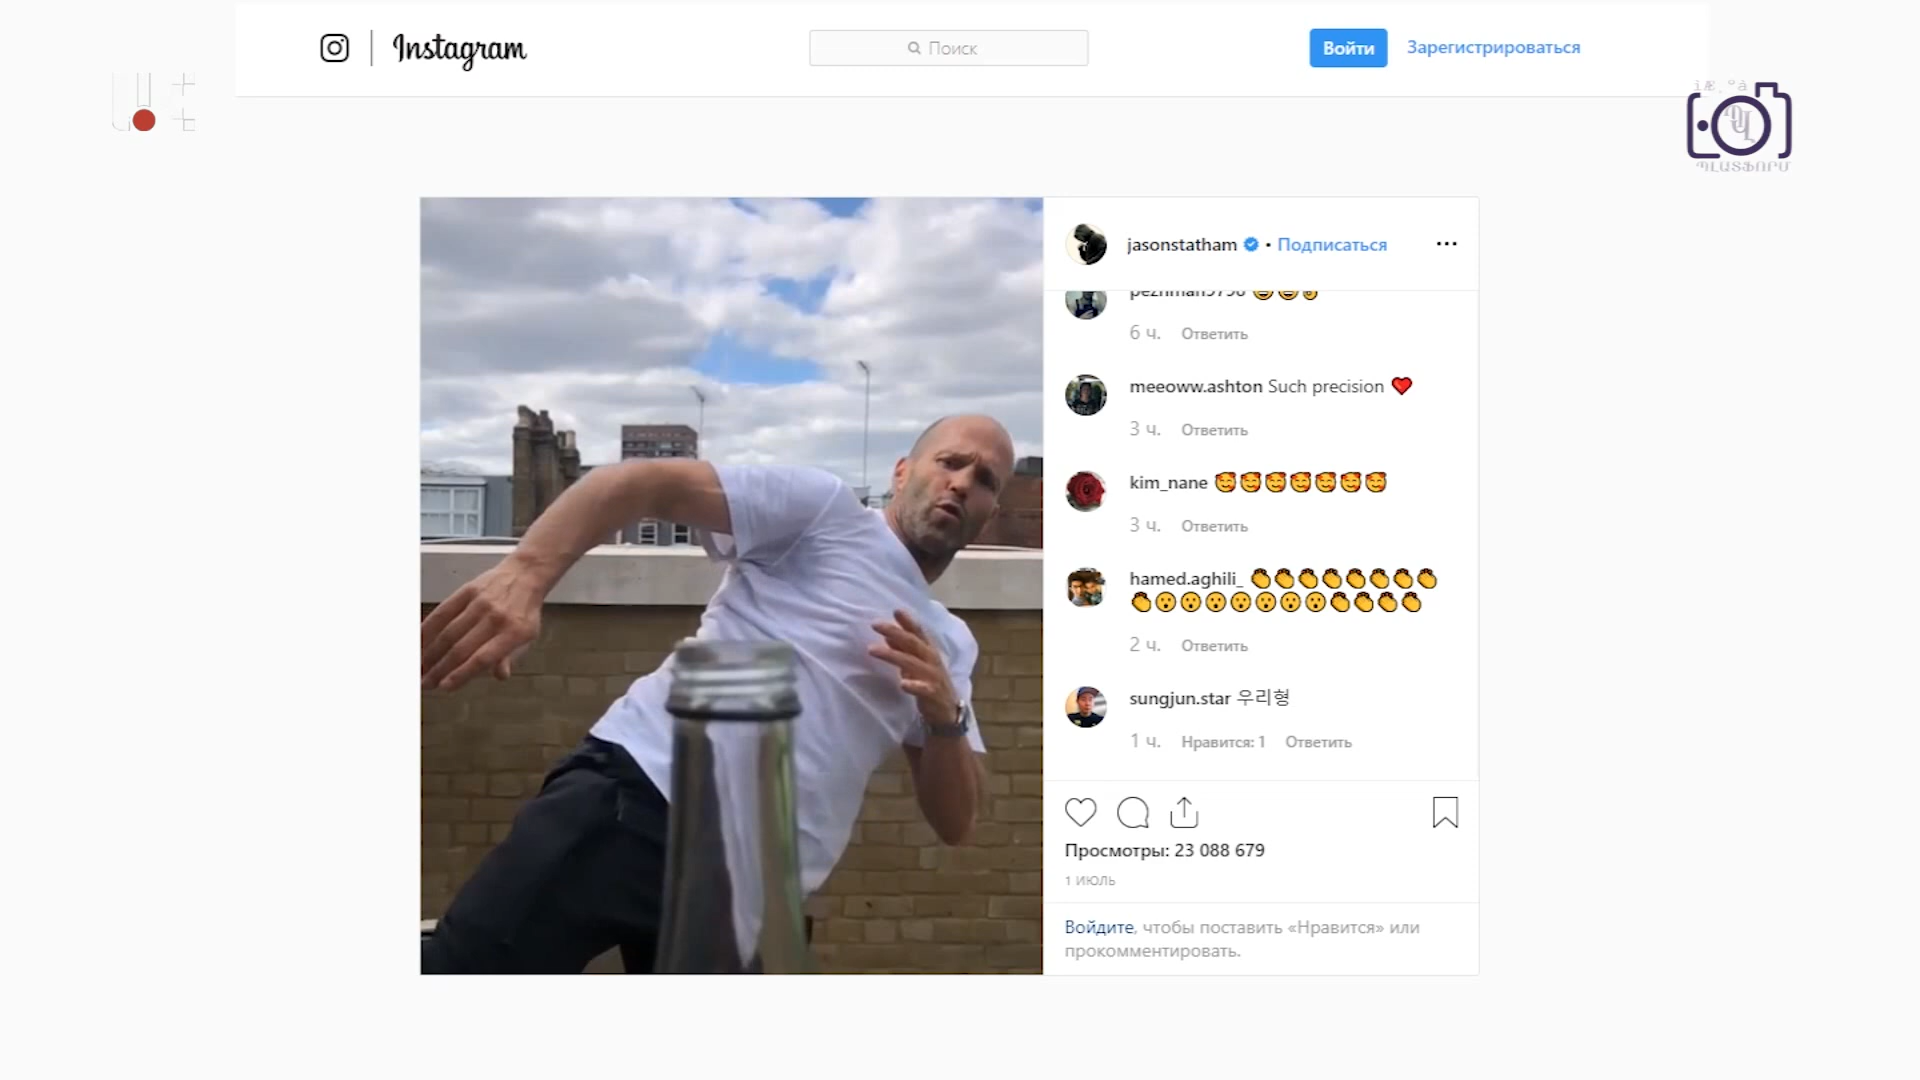 Instagram
Поиск
Войти
Зарегистрироваться
ՊԼԱՏՖՈՐՄ
jasonstatham • Подписаться
6 ч. Ответить
meeoww.ashton Such precision ❤️
3 ч. Ответить
kim_nane 🥰🥰🥰🥰🥰🥰🥰
3 ч. Ответить
hamed.aghili_ 👏👏👏👏👏👏👏👏
👏😮😮😮😮😮😮😮👏👏👏👏
2 ч. Ответить
sungjun.star 우리형
1 ч. Нравится: 1 Ответить
Просмотры: 23 088 679
1 ИЮЛЬ
Войдите, чтобы поставить «Нравится» или
прокомментировать.